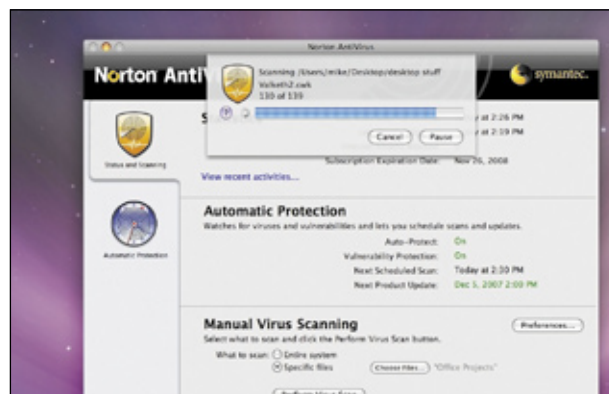 Norton AntiVirus
Norton AntiV
symantec.
Scanning /Users/mike/Desktop/desktop stuff
130 of 139
Cancel
Pause
S
y at 2:26 PM
y at 2:19 PM
Subscription Expiration Date: Nov 26, 2008
View recent activities...
Status and Scanning
Automatic Protection
Watches for viruses and vulnerabilities and lets you schedule scans and updates.
Auto-Protect: On
Vulnerability Protection: On
Next Scheduled Scan: Today at 2:30 PM
Next Product Update: Dec 5, 2007 2:00 PM
Automatic Protection
Manual Virus Scanning
Preferences...
Select what to scan and click the Perform Virus Scan button.
What to scan: Entire system
Specific files
Choose Files...
"Office Projects"
Perform Virus Scan